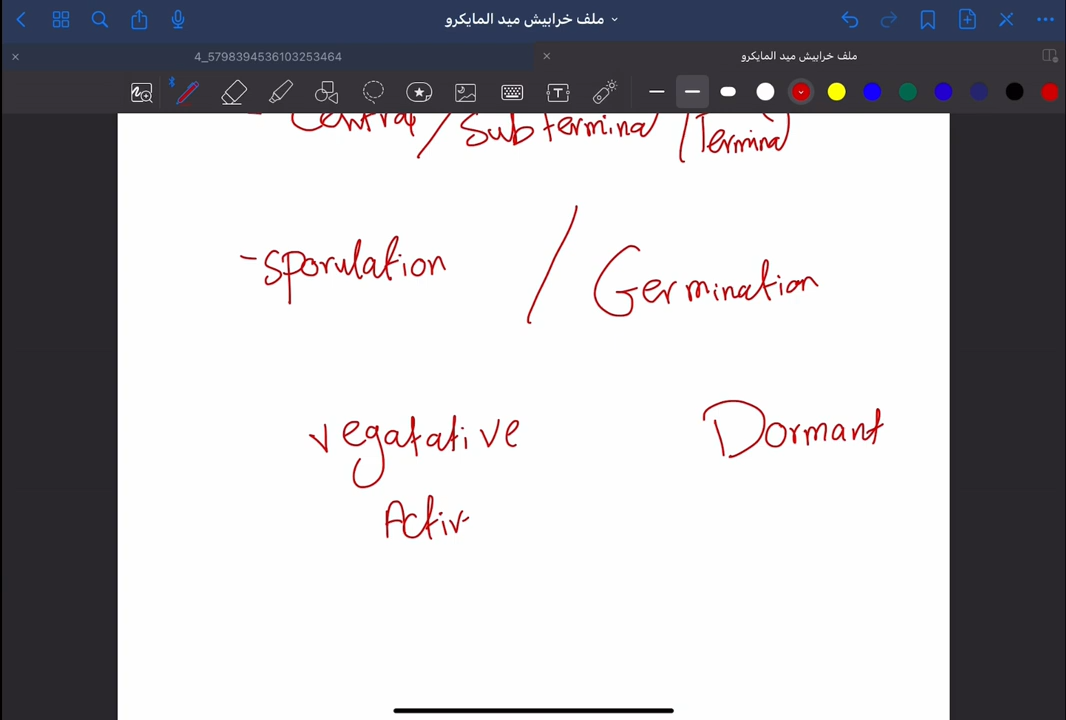 ملف خرابيش ميد المايكرو
4_5798394536103253464
ملف خرابيش ميد المايكرو
- Central / Subterminal / Terminal
- sporulation / Germination
vegatative Dormant
Activ